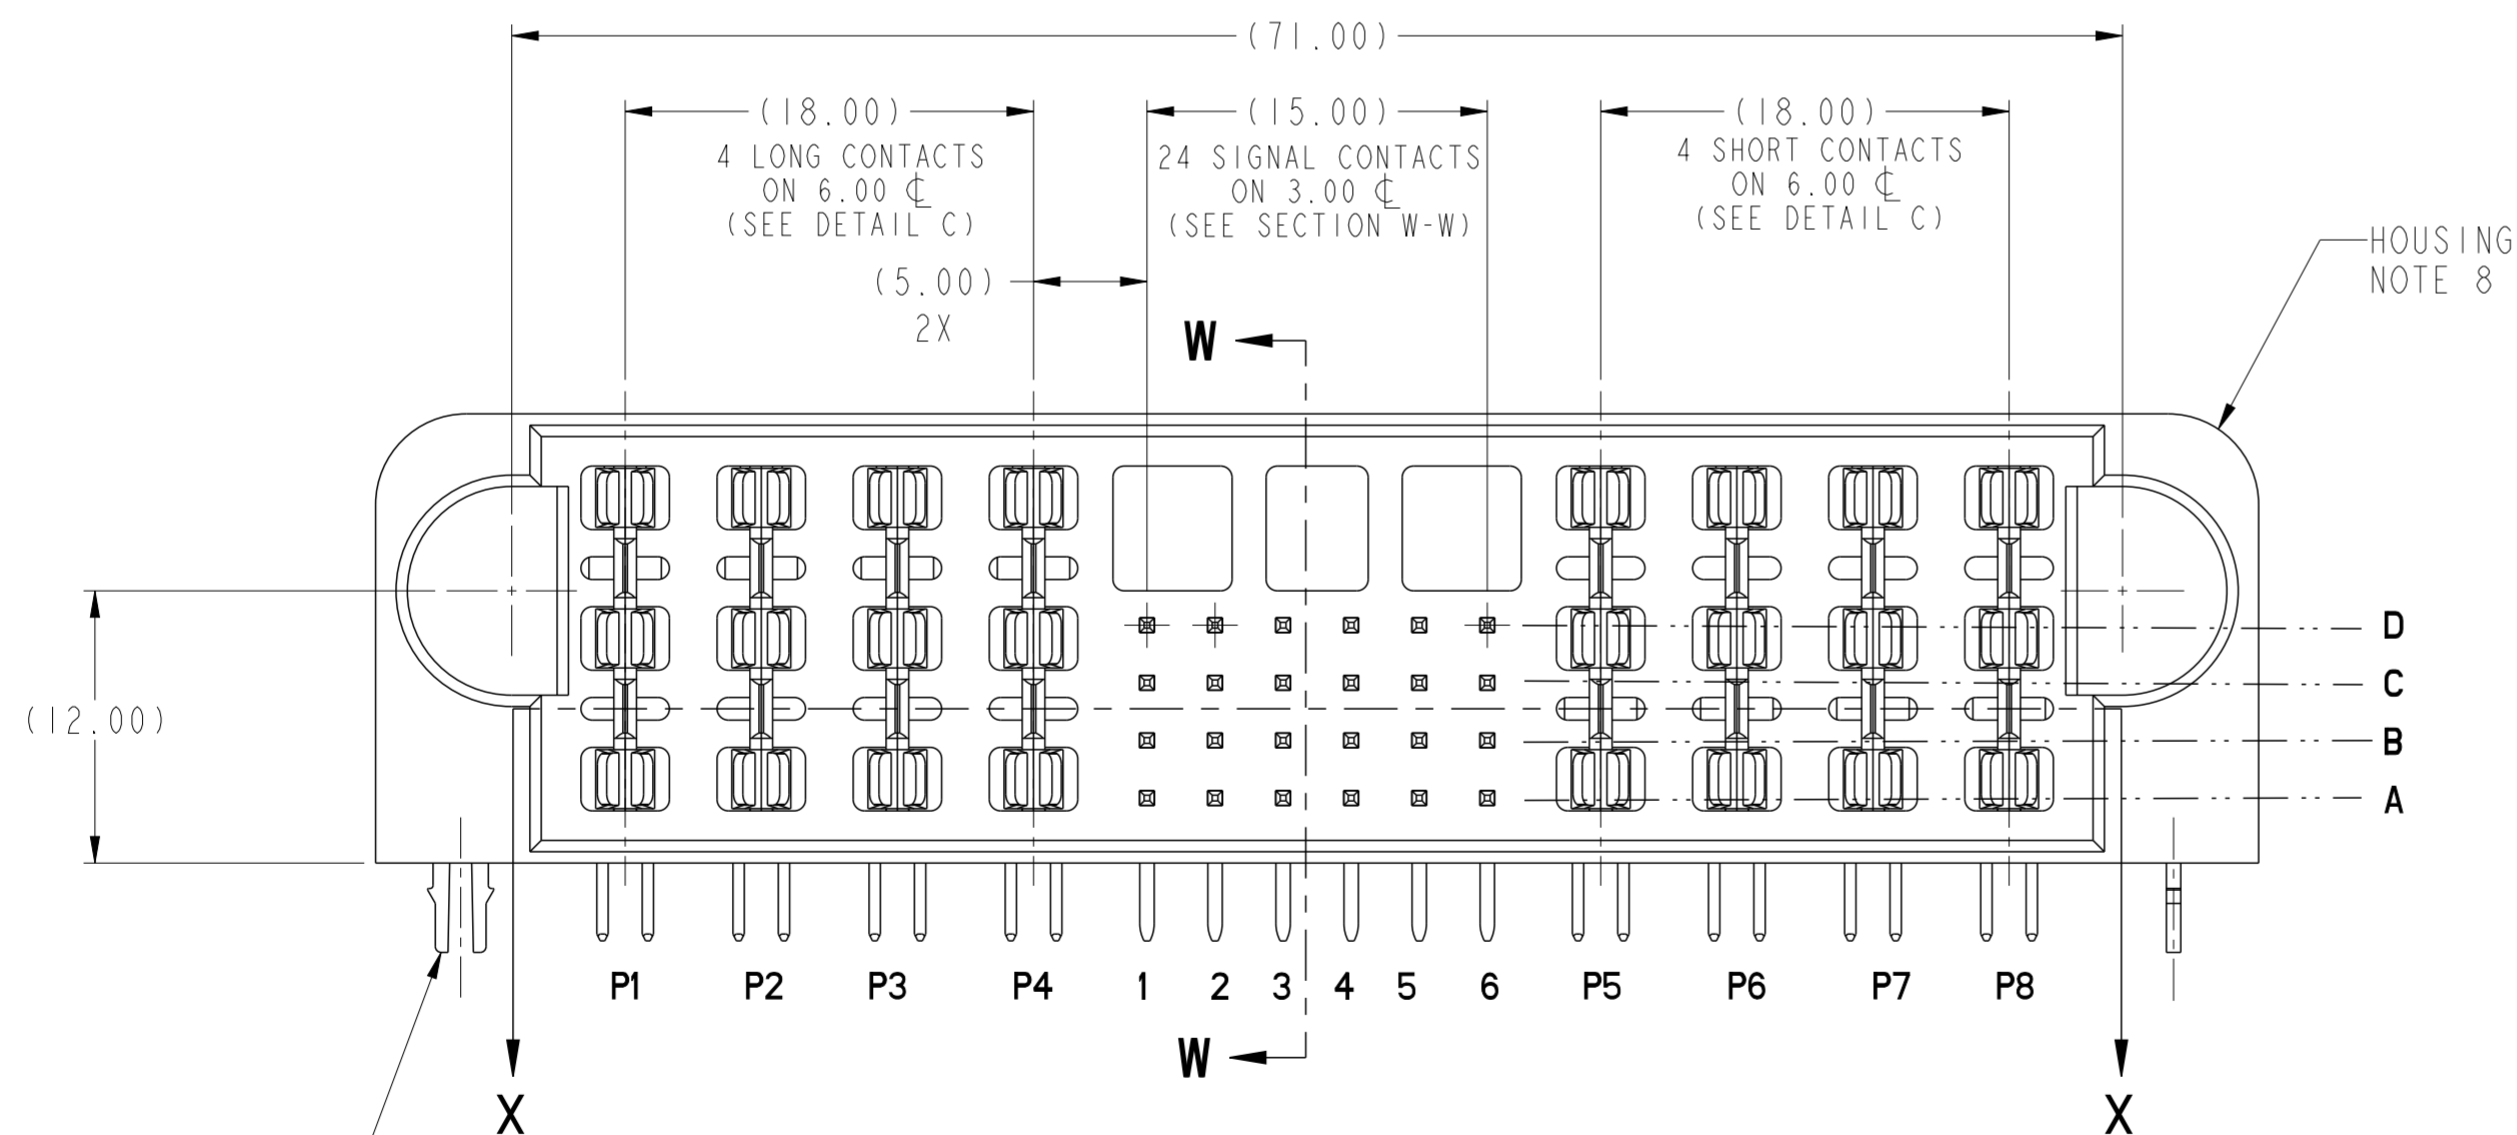 (71.00)
(18.00)
4 LONG CONTACTS
ON 6.00 ℄
(SEE DETAIL C)
(15.00)
24 SIGNAL CONTACTS
ON 3.00 ℄
(SEE SECTION W-W)
(18.00)
4 SHORT CONTACTS
ON 6.00 ℄
(SEE DETAIL C)
HOUSING
NOTE 8
(5.00)
2X
W
D
C
(12.00)
B
A
P1 P2 P3 P4 1 2 3 4 5 6 P5 P6 P7 P8
W
X X